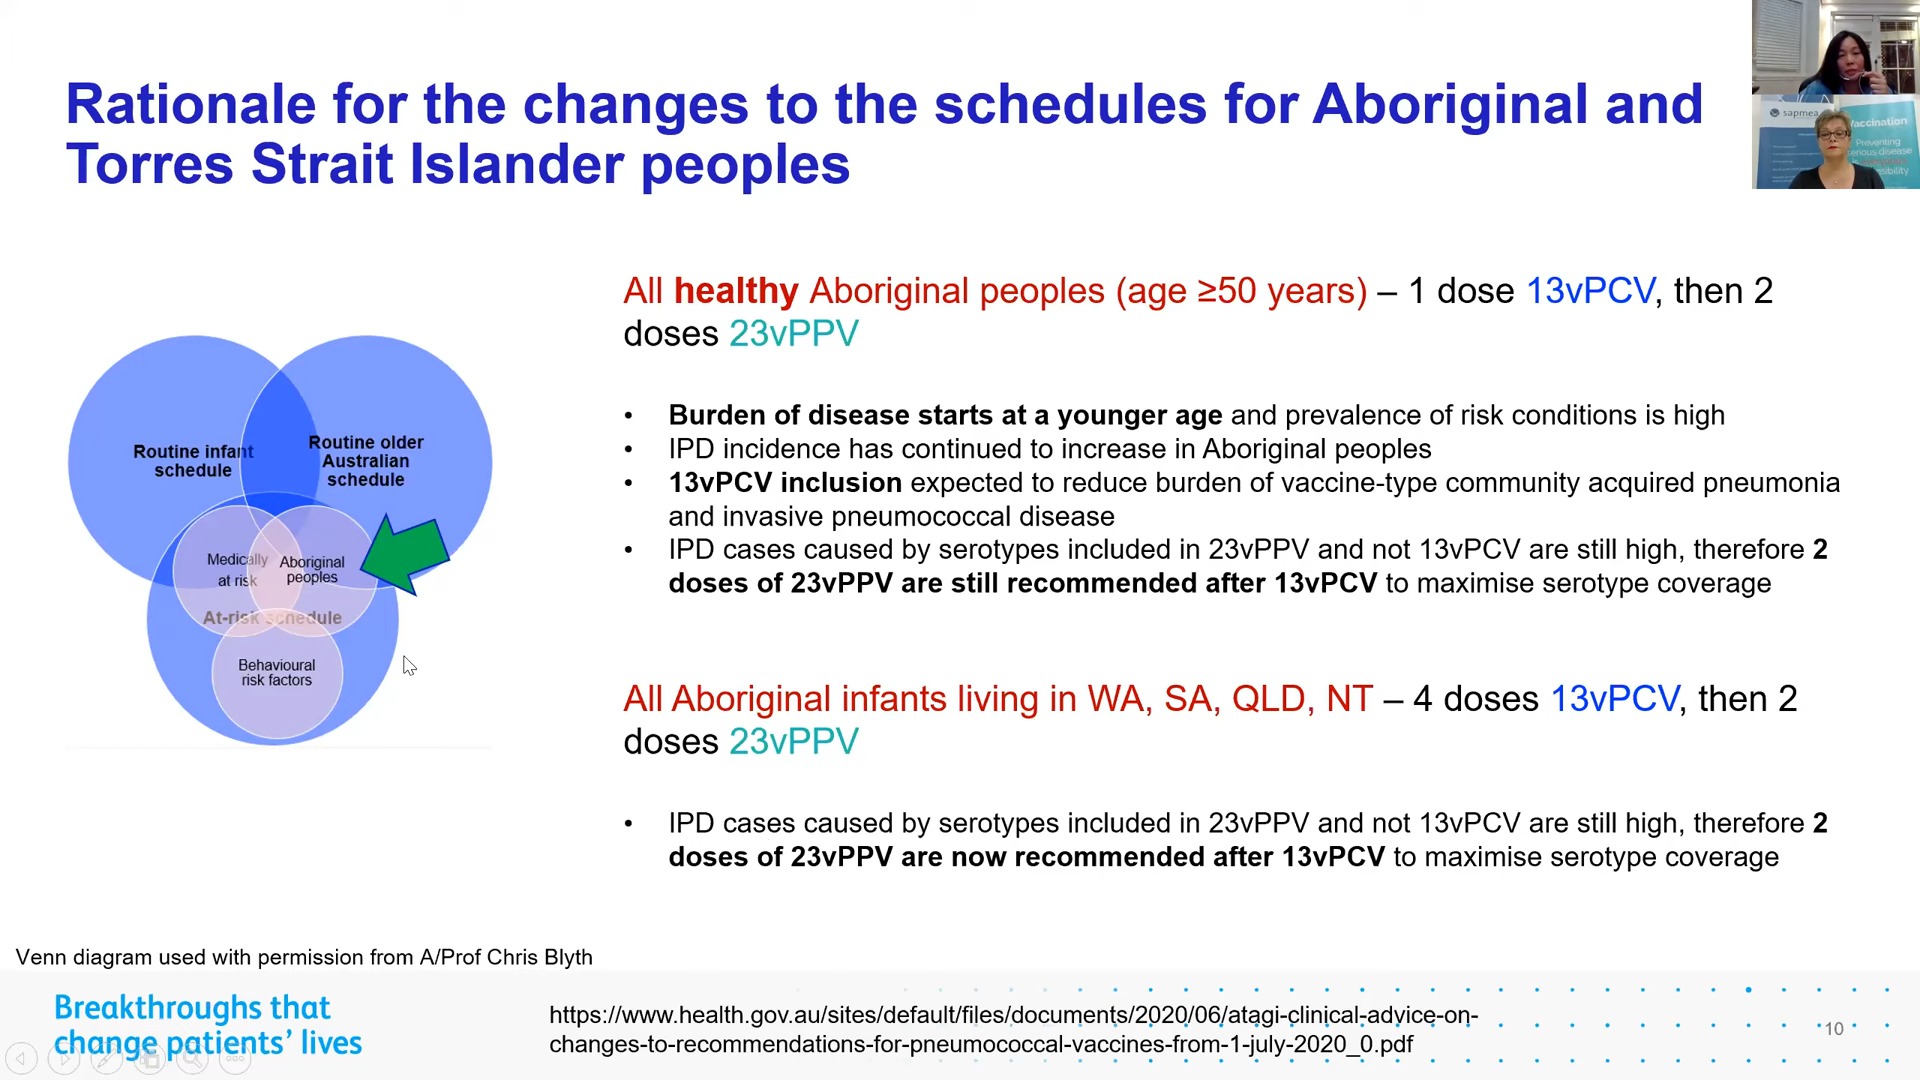 Rationale for the changes to the schedules for Aboriginal and
Torres Strait Islander peoples
sapmea
Vaccination
Preventing
disease
All healthy Aboriginal peoples (age ≥50 years) – 1 dose 13vPCV, then 2
doses 23vPPV
• Burden of disease starts at a younger age and prevalence of risk conditions is high
• IPD incidence has continued to increase in Aboriginal peoples
• 13vPCV inclusion expected to reduce burden of vaccine-type community acquired pneumonia
and invasive pneumococcal disease
• IPD cases caused by serotypes included in 23vPPV and not 13vPCV are still high, therefore 2
doses of 23vPPV are still recommended after 13vPCV to maximise serotype coverage
Routine infant
schedule
Routine older
Australian
schedule
Medically
at risk
Aboriginal
peoples
At-risk schedule
Behavioural
risk factors
All Aboriginal infants living in WA, SA, QLD, NT – 4 doses 13vPCV, then 2
doses 23vPPV
• IPD cases caused by serotypes included in 23vPPV and not 13vPCV are still high, therefore 2
doses of 23vPPV are now recommended after 13vPCV to maximise serotype coverage
Venn diagram used with permission from A/Prof Chris Blyth
Breakthroughs that
change patients' lives
https://www.health.gov.au/sites/default/files/documents/2020/06/atagi-clinical-advice-on-
changes-to-recommendations-for-pneumococcal-vaccines-from-1-july-2020_0.pdf
10